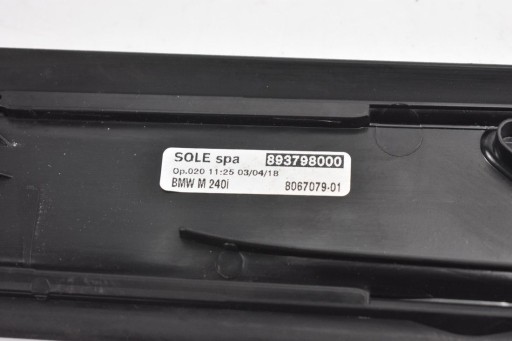 SOLE spa 893798000
Op.020 11:25 03/04/18
BMW M 240i 8067079-01